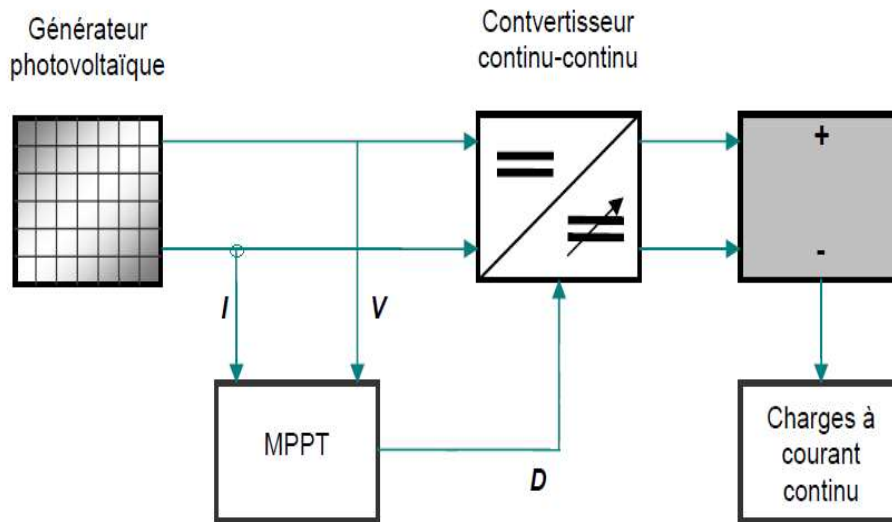 Générateur
photovoltaïque
Contvertisseur
continu-continu
+
-
I
V
MPPT
D
Charges à
courant
continu